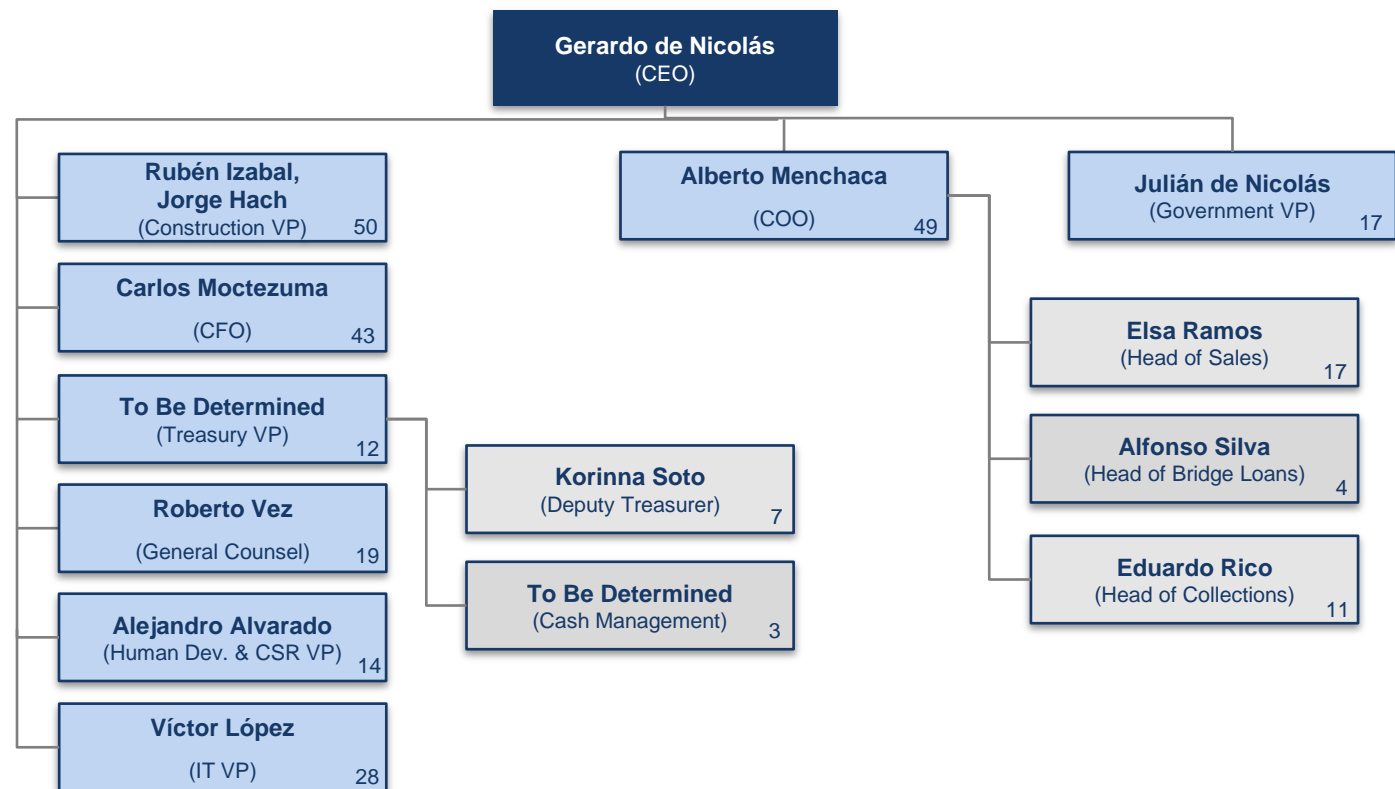 Gerardo de Nicolás
(CEO)
Rubén Izabal,
Jorge Hach
(Construction VP)
50
Alberto Menchaca
(COO)
49
Julián de Nicolás
(Government VP)
17
Carlos Moctezuma
(CFO)
43
Elsa Ramos
(Head of Sales)
17
To Be Determined
(Treasury VP)
12
Alfonso Silva
(Head of Bridge Loans)
4
Korinna Soto
(Deputy Treasurer)
7
Roberto Vez
(General Counsel)
19
Eduardo Rico
(Head of Collections)
11
To Be Determined
(Cash Management)
3
Alejandro Alvarado
(Human Dev. & CSR VP)
14
Víctor López
(IT VP)
28